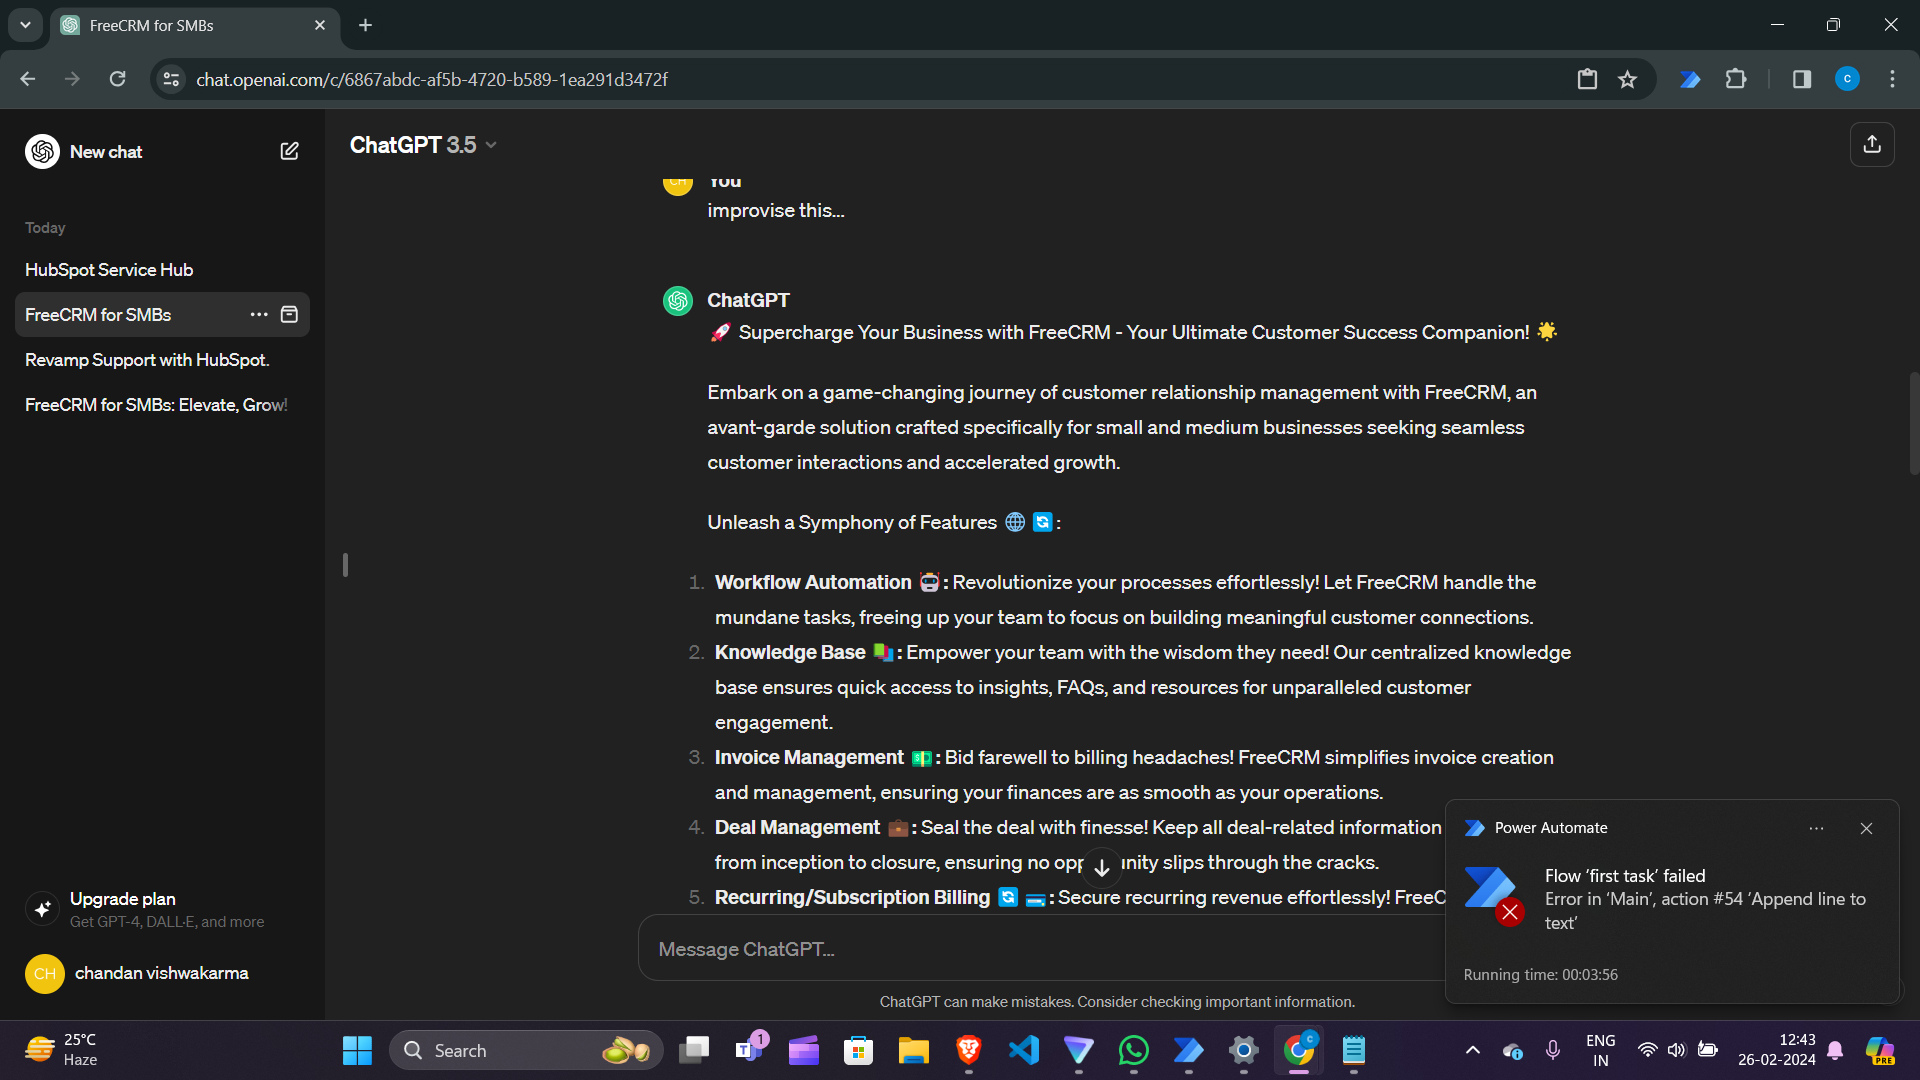 FreeCRM for SMBs
chat.openai.com/c/6867abdc-af5b-4720-b589-1ea291d3472f
C
New chat
Today
HubSpot Service Hub
FreeCRM for SMBs
Revamp Support with HubSpot.
FreeCRM for SMBs: Elevate, Grow!
Upgrade plan
Get GPT-4, DALL·E, and more
CH chandan vishwakarma
ChatGPT 3.5
CH You
improvise this...
ChatGPT
🚀 Supercharge Your Business with FreeCRM - Your Ultimate Customer Success Companion! 🌟
Embark on a game-changing journey of customer relationship management with FreeCRM, an
avant-garde solution crafted specifically for small and medium businesses seeking seamless
customer interactions and accelerated growth.
Unleash a Symphony of Features 🌐🔄:
1. Workflow Automation 🤖: Revolutionize your processes effortlessly! Let FreeCRM handle the
mundane tasks, freeing up your team to focus on building meaningful customer connections.
2. Knowledge Base 📚: Empower your team with the wisdom they need! Our centralized knowledge
base ensures quick access to insights, FAQs, and resources for unparalleled customer
engagement.
3. Invoice Management 💵: Bid farewell to billing headaches! FreeCRM simplifies invoice creation
and management, ensuring your finances are as smooth as your operations.
4. Deal Management 💼: Seal the deal with finesse! Keep all deal-related information
from inception to closure, ensuring no opp unity slips through the cracks.
5. Recurring/Subscription Billing 🔄💳: Secure recurring revenue effortlessly! FreeC
Message ChatGPT...
ChatGPT can make mistakes. Consider checking important information.
Power Automate
Flow ‘first task’ failed
Error in ‘Main’, action #54 ‘Append line to
text’
Running time: 00:03:56
25°C
Haze
Search
1
C
ENG
IN
12:43
26-02-2024
PRE